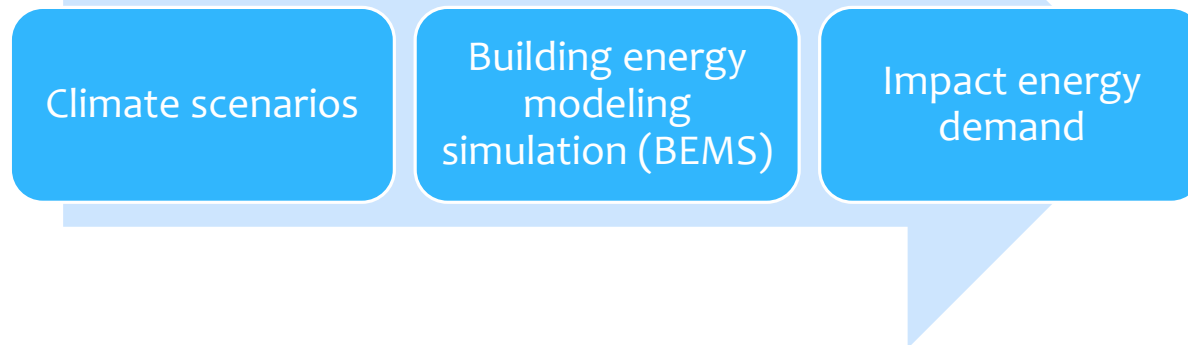 Climate scenarios
Building energy
modeling
simulation (BEMS)
Impact energy
demand